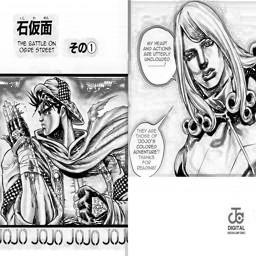 石仮面
THE BATTLE ON
OGRE STREET
その①
JOJO JOJO JOJO JOJO
MY HEART
AND ACTIONS
ARE UTTERLY
UNCLOUDED
THEY ARE
THOSE OF
'JOJO'S
COLORED
ADVENTURE'!
THANKS
FOR
READING!
DIGITAL